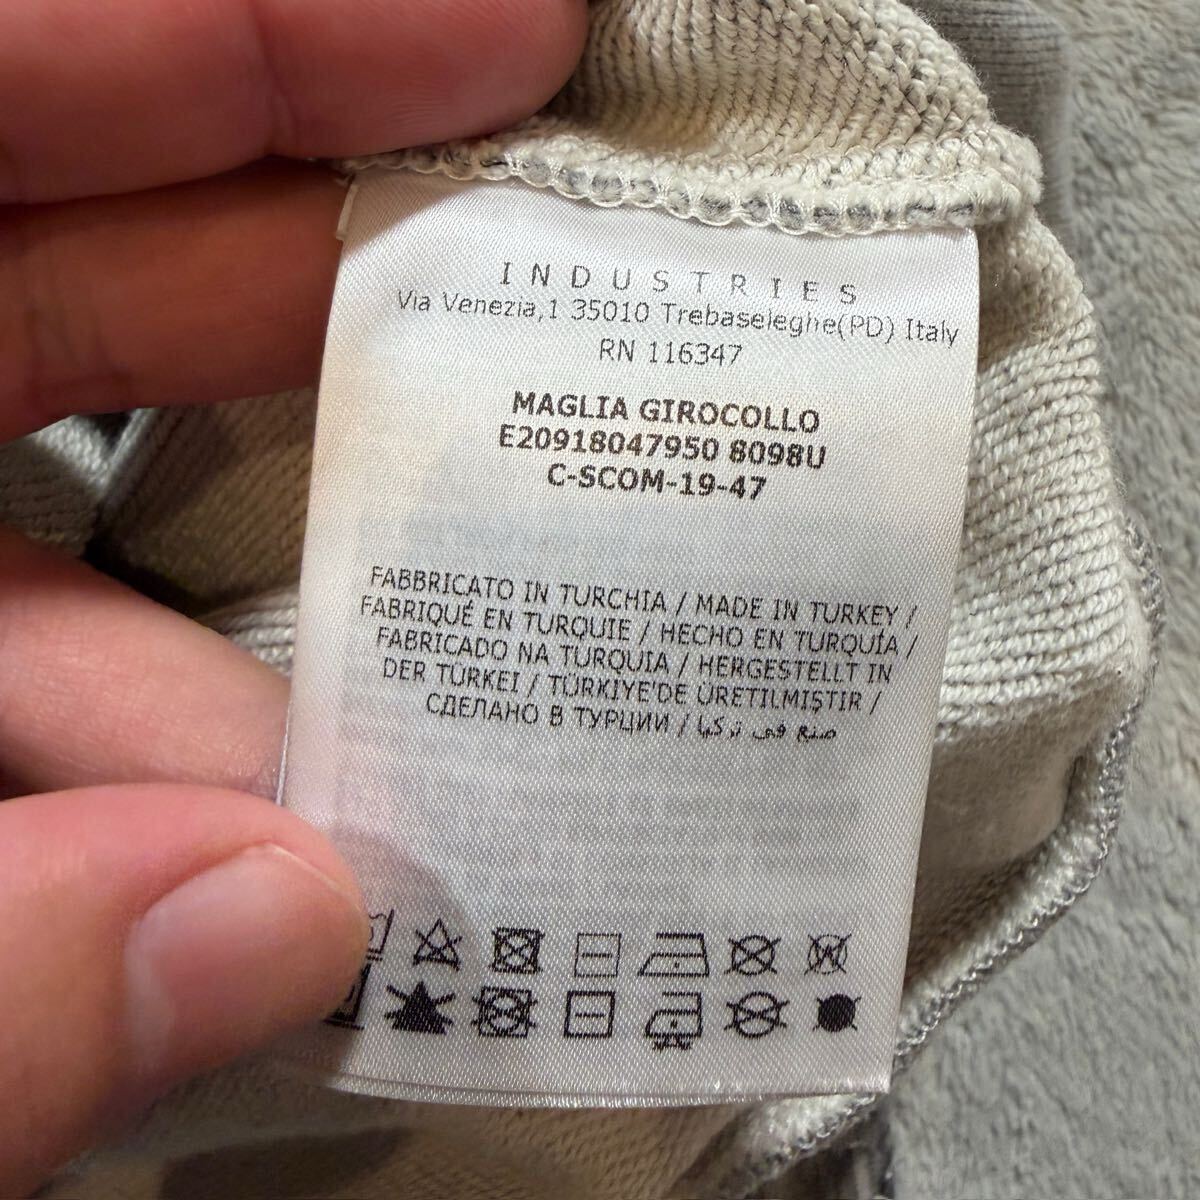 INDUSTRIES
Via Venezia,1 35010 Trebaseleghe(PD) Italy
RN 116347
MAGLIA GIROCOLLO
E20918047950 8098U
C-SCOM-19-47
FABBRICATO IN TURCHIA / MADE IN TURKEY /
FABRIQUÉ EN TURQUIE / HECHO EN TURQUÍA /
FABRICADO NA TURQUIA / HERGESTELLT IN
DER TÜRKEI / TÜRKIYE'DE ÜRETILMIŞTIR /
СДЕЛАНО В ТУРЦИИ / صنع في تركيا